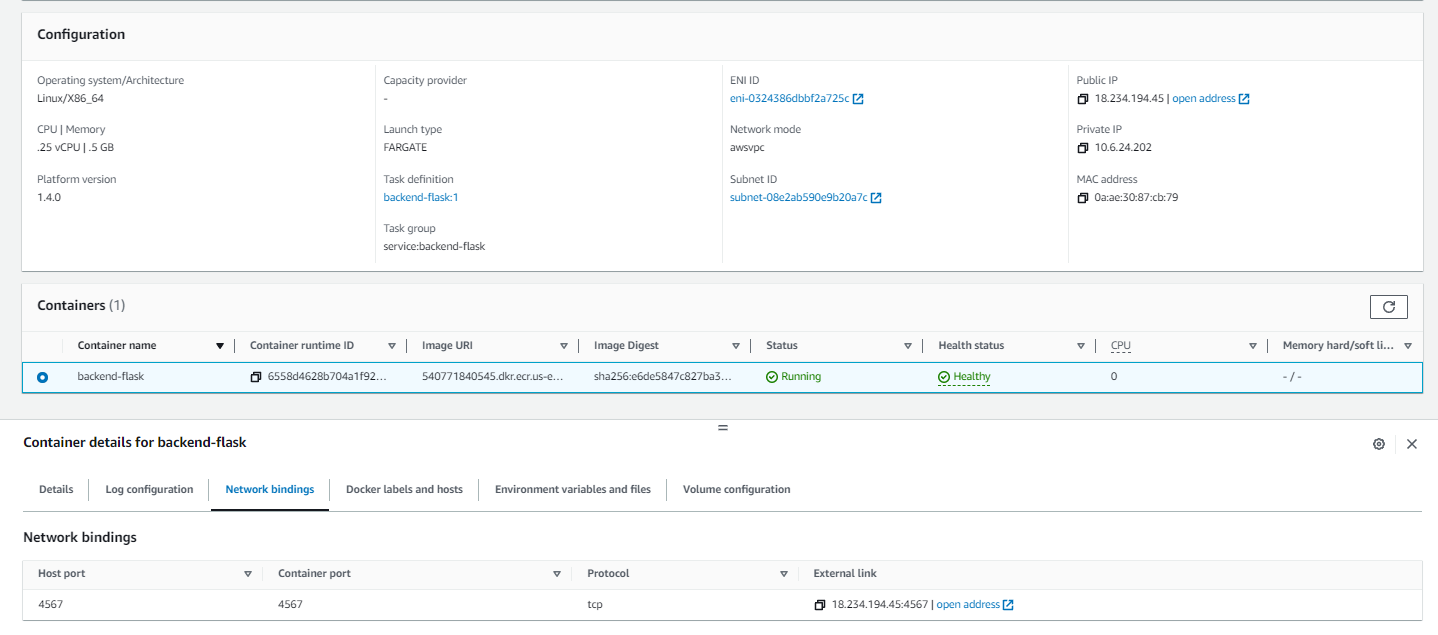 Configuration
Operating system/Architecture
Linux/X86_64
CPU | Memory
.25 vCPU | .5 GB
Platform version
1.4.0
Capacity provider
-
Launch type
FARGATE
Task definition
backend-flask:1
Task group
service:backend-flask
ENI ID
eni-0324386dbbf2a725c
Network mode
awsvpc
Subnet ID
subnet-08e2ab590e9b20a7c
Public IP
18.234.194.45 | open address
Private IP
10.6.24.202
MAC address
0a:ae:30:87:cb:79
Containers (1)
Container name Container runtime ID Image URI Image Digest Status Health status CPU Memory hard/soft li...
backend-flask 6558d4628b704a1f92... 540771840545.dkr.ecr.us-e... sha256:e6de5847c827ba3... Running Healthy 0 - / -
Container details for backend-flask
Details Log configuration Network bindings Docker labels and hosts Environment variables and files Volume configuration
Network bindings
Host port Container port Protocol External link
4567 4567 tcp 18.234.194.45:4567 | open address